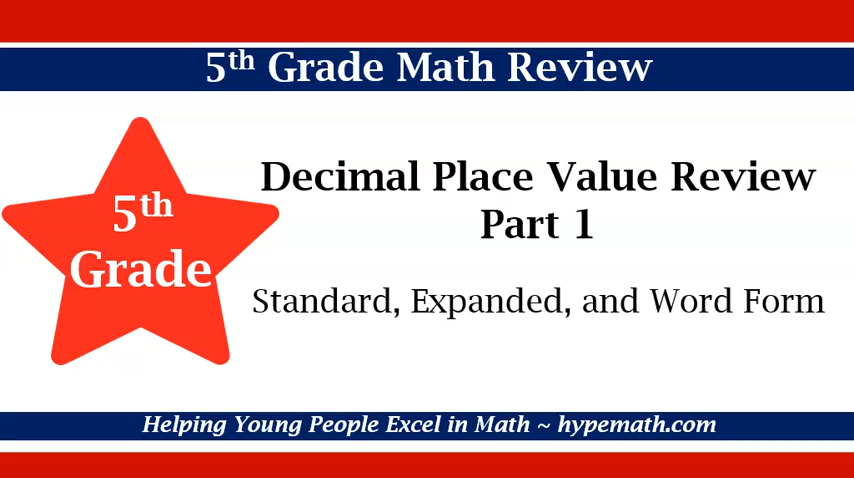 5th Grade Math Review
5th
Grade
Decimal Place Value Review
Part 1
Standard, Expanded, and Word Form
Helping Young People Excel in Math ~ hypemath.com